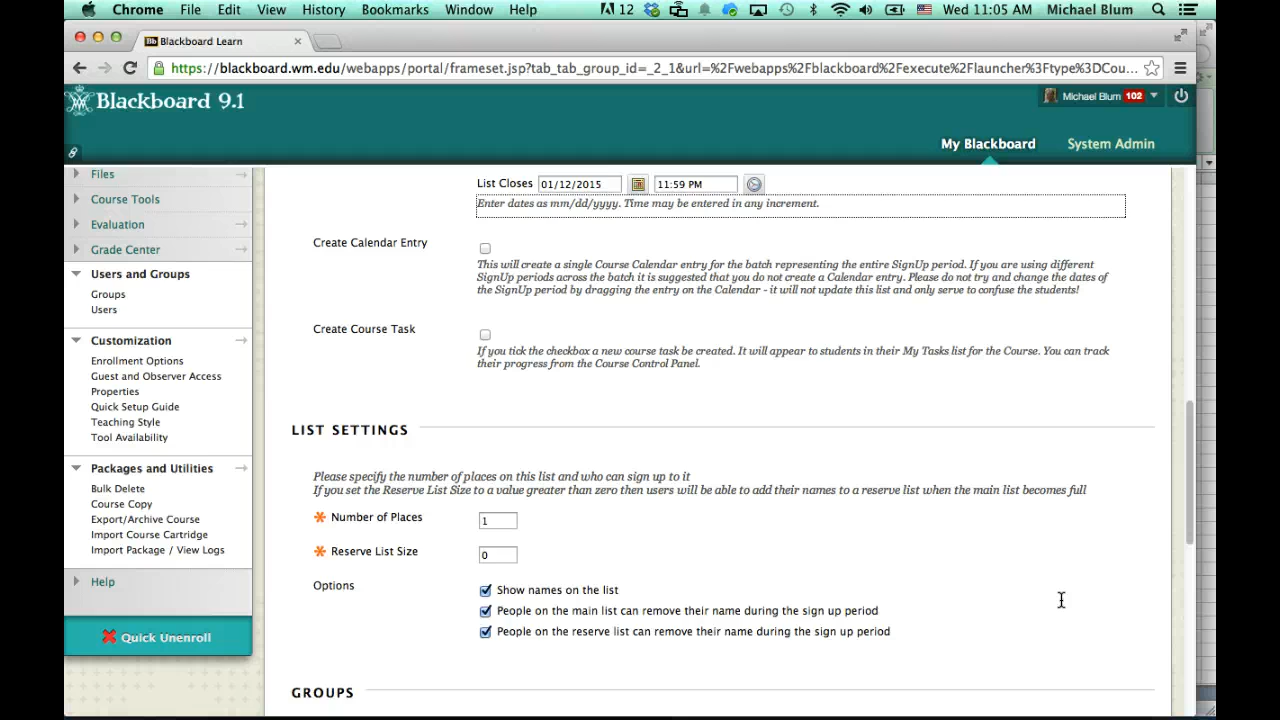 Chrome File Edit View History Bookmarks Window Help 12 Wed 11:05 AM Michael Blum
Bb Blackboard Learn
https://blackboard.wm.edu/webapps/portal/frameset.jsp?tab_tab_group_id=_2_1&url=%2Fwebapps%2Fblackboard%2Fexecute%2Flauncher%3Ftype%3DCou...
Blackboard 9.1
Michael Blum 102
My Blackboard System Admin
Files
Course Tools
Evaluation
Grade Center
Users and Groups
Groups
Users
Customization
Enrollment Options
Guest and Observer Access
Properties
Quick Setup Guide
Teaching Style
Tool Availability
Packages and Utilities
Bulk Delete
Course Copy
Export/Archive Course
Import Course Cartridge
Import Package / View Logs
Help
Quick Unenroll
List Closes 01/12/2015 11:59 PM
Enter dates as mm/dd/yyyy. Time may be entered in any increment.
Create Calendar Entry
This will create a single Course Calendar entry for the batch representing the entire SignUp period. If you are using different
SignUp periods across the batch it is suggested that you do not create a Calendar entry. Please do not try and change the dates of
the SignUp period by dragging the entry on the Calendar - it will not update this list and only serve to confuse the students!
Create Course Task
If you tick the checkbox a new course task be created. It will appear to students in their My Tasks list for the Course. You can track
their progress from the Course Control Panel.
LIST SETTINGS
Please specify the number of places on this list and who can sign up to it
If you set the Reserve List Size to a value greater than zero then users will be able to add their names to a reserve list when the main list becomes full
Number of Places 1
Reserve List Size 0
Options Show names on the list
People on the main list can remove their name during the sign up period
People on the reserve list can remove their name during the sign up period
GROUPS